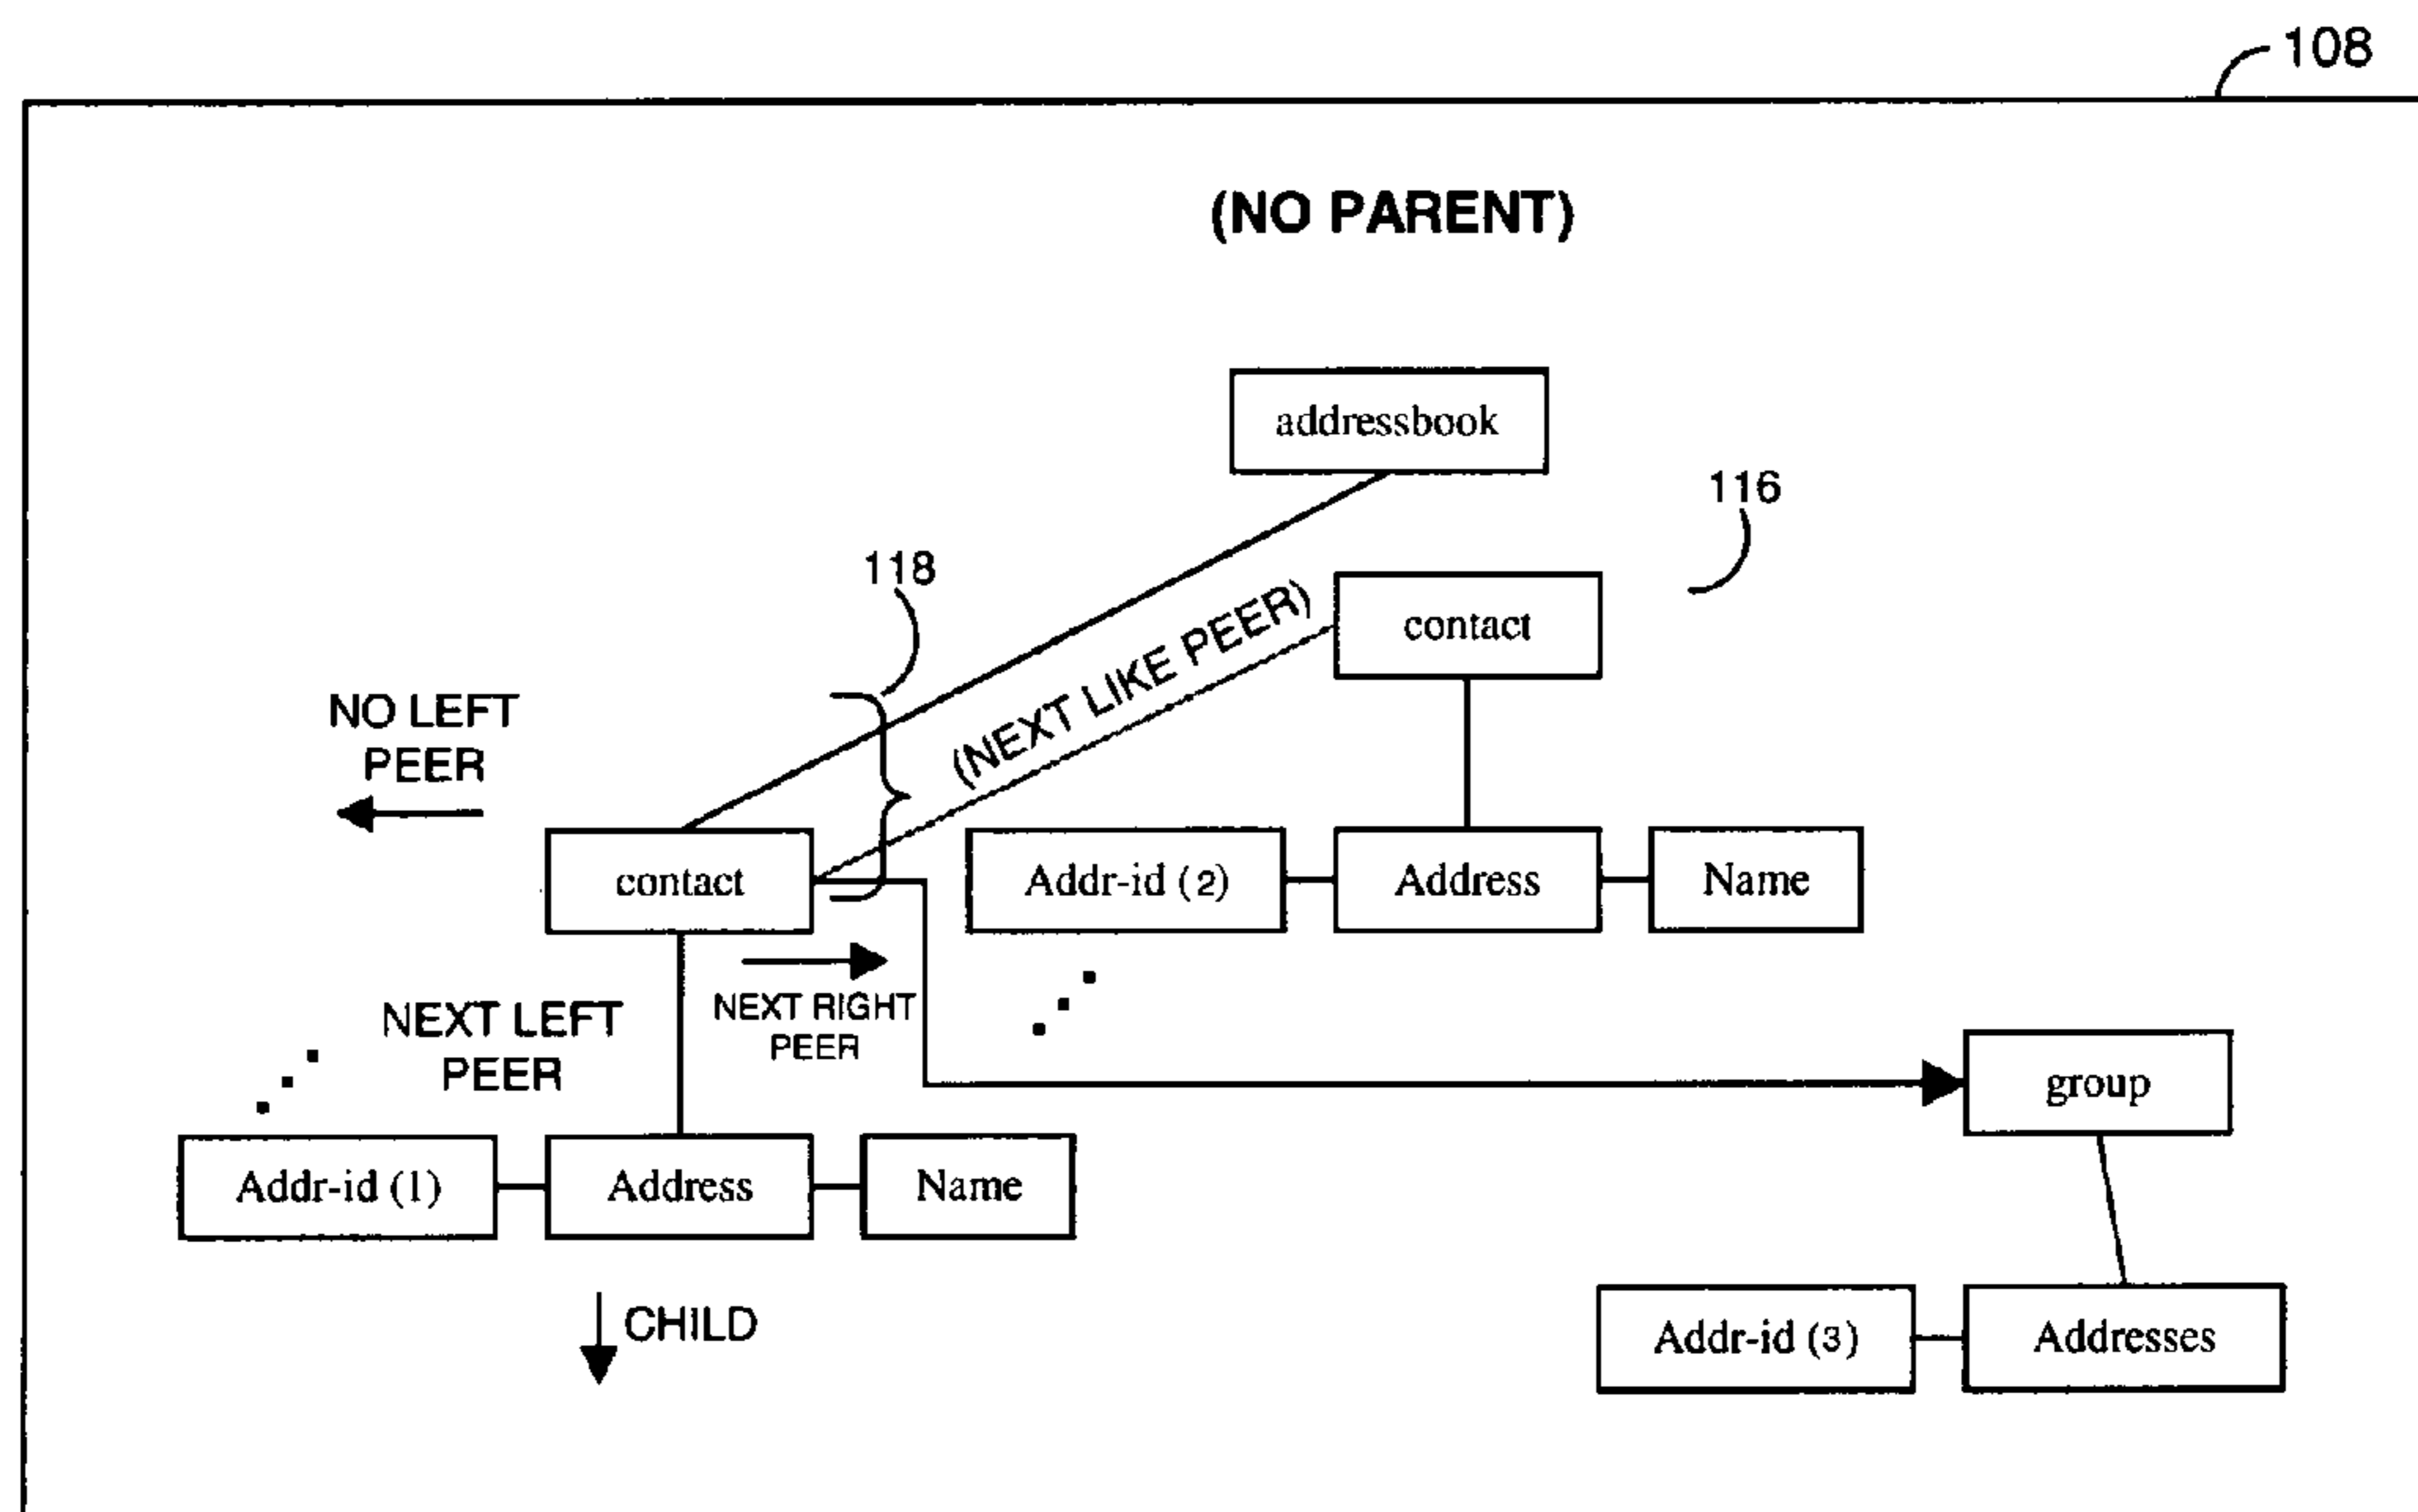 108
(NO PARENT)
addressbook
116
118
(NEXT LIKE PEER)
contact
NO LEFT
PEER
contact
Addr-id (2)
Address
Name
NEXT LEFT
PEER
NEXT RIGHT
PEER
group
Addr-id (1)
Address
Name
CHILD
Addr-id (3)
Addresses